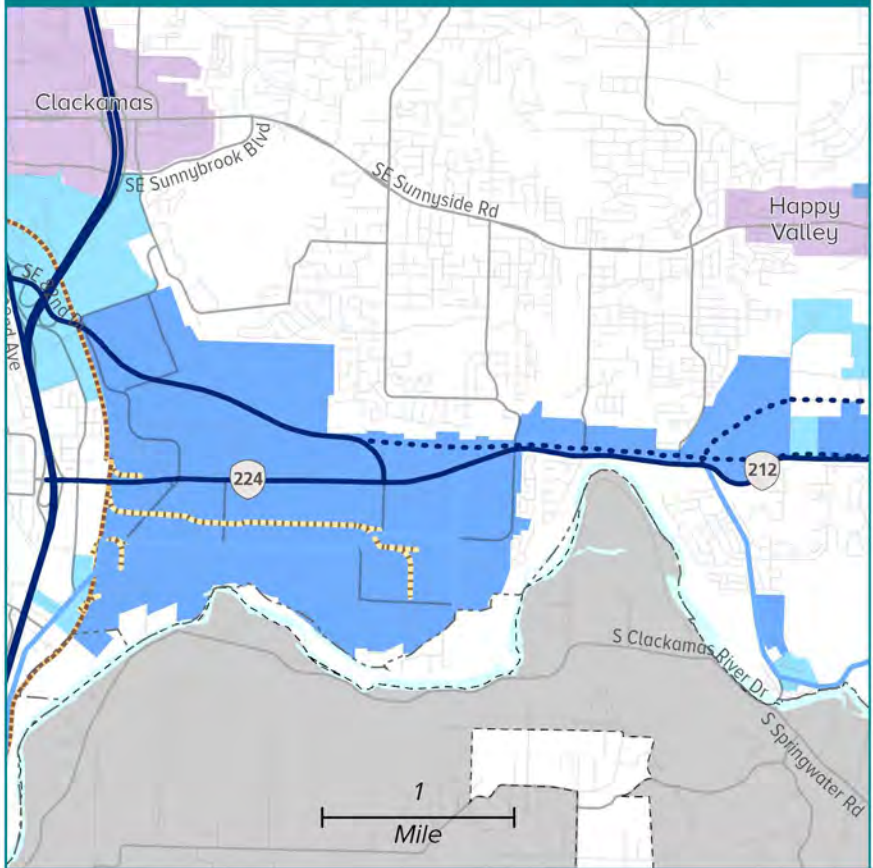 Clackamas
SE Sunnybrook Blvd
SE Sunnyside Rd
Happy
Valley
224
212
S Clackamas River Dr
S Springwater Rd
1
Mile